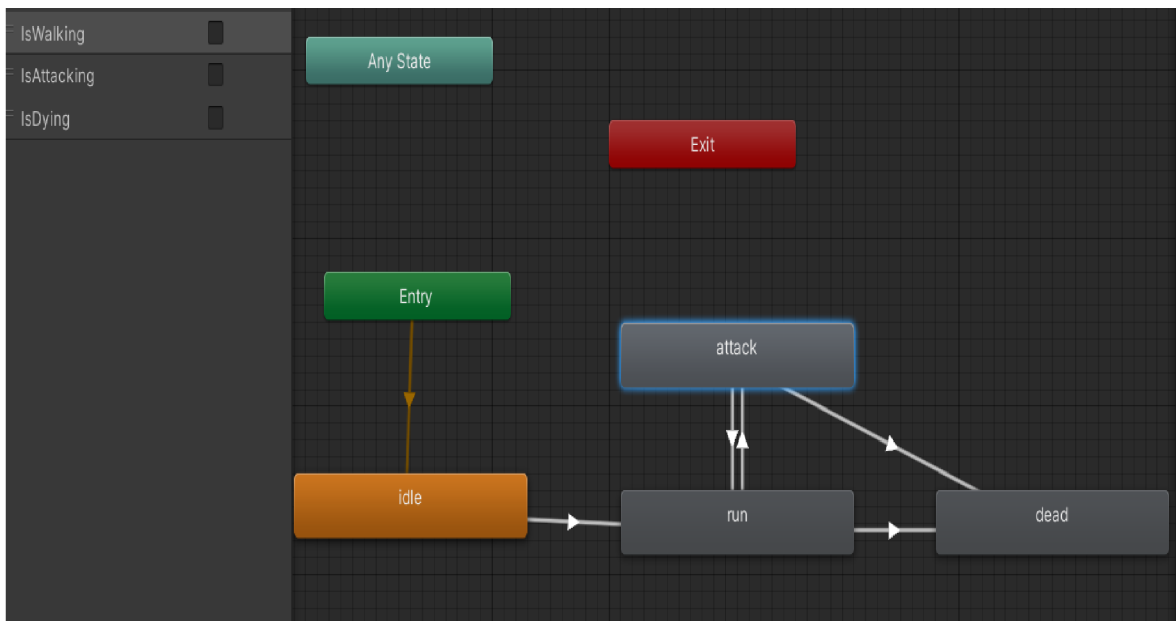 IsWalking
IsAttacking
IsDying
Any State
Exit
Entry
attack
idle
run
dead